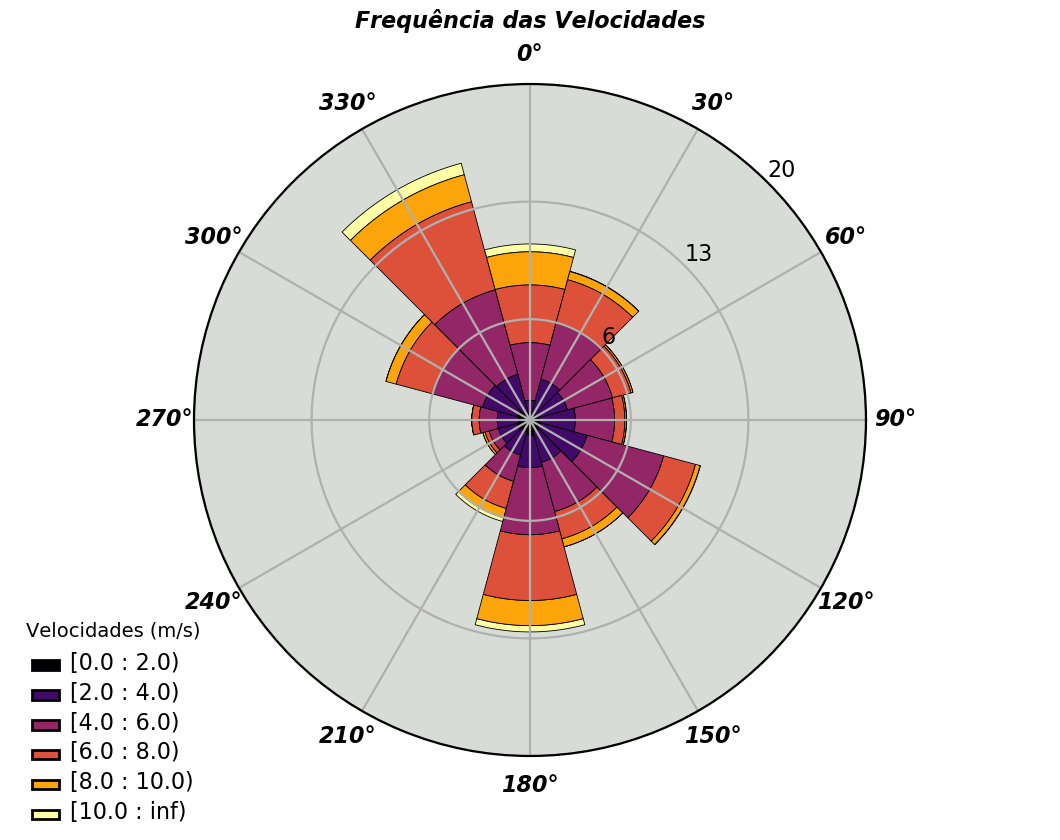 Frequência das Velocidades
0°
330°
30°
20
300°
60°
13
6
270°
90°
240°
120°
210°
150°
180°
Velocidades (m/s)
[0.0 : 2.0)
[2.0 : 4.0)
[4.0 : 6.0)
[6.0 : 8.0)
[8.0 : 10.0)
[10.0 : inf)